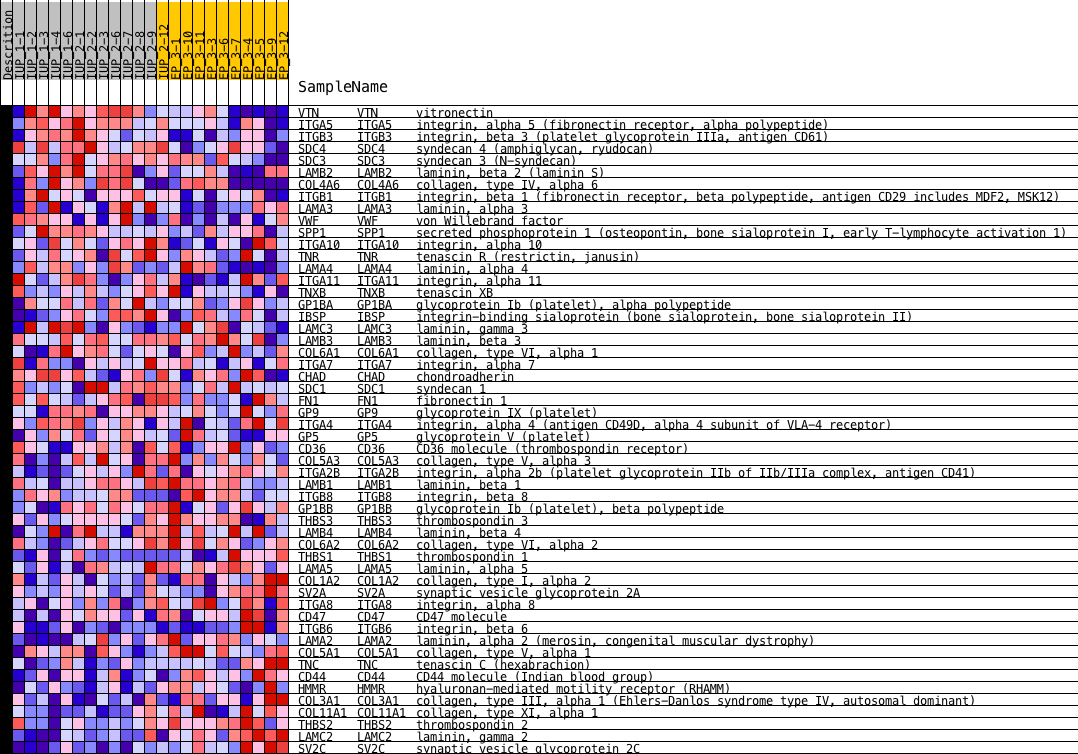 Descrition
IUP_1-1
IUP_1-2
IUP_1-3
IUP_1-4
IUP_1-6
IUP_2-1
IUP_2-2
IUP_2-3
IUP_2-6
IUP_2-7
IUP_2-8
IUP_2-9
IUP_2-12
EP_3-1
EP_3-10
EP_3-11
EP_3-3
EP_3-6
EP_3-7
EP_3-4
EP_3-5
EP_3-9
EP_3-12
SampleName
VTN VTN vitronectin
ITGA5 ITGA5 integrin, alpha 5 (fibronectin receptor, alpha polypeptide)
ITGB3 ITGB3 integrin, beta 3 (platelet glycoprotein IIIa, antigen CD61)
SDC4 SDC4 syndecan 4 (amphiglycan, ryudocan)
SDC3 SDC3 syndecan 3 (N-syndecan)
LAMB2 LAMB2 laminin, beta 2 (laminin S)
COL4A6 COL4A6 collagen, type IV, alpha 6
ITGB1 ITGB1 integrin, beta 1 (fibronectin receptor, beta polypeptide, antigen CD29 includes MDF2, MSK12)
LAMA3 LAMA3 laminin, alpha 3
VWF VWF von Willebrand factor
SPP1 SPP1 secreted phosphoprotein 1 (osteopontin, bone sialoprotein I, early T-lymphocyte activation 1)
ITGA10 ITGA10 integrin, alpha 10
TNR TNR tenascin R (restrictin, janusin)
LAMA4 LAMA4 laminin, alpha 4
ITGA11 ITGA11 integrin, alpha 11
TNXB TNXB tenascin XB
GP1BA GP1BA glycoprotein Ib (platelet), alpha polypeptide
IBSP IBSP integrin-binding sialoprotein (bone sialoprotein, bone sialoprotein II)
LAMC3 LAMC3 laminin, gamma 3
LAMB3 LAMB3 laminin, beta 3
COL6A1 COL6A1 collagen, type VI, alpha 1
ITGA7 ITGA7 integrin, alpha 7
CHAD CHAD chondroadherin
SDC1 SDC1 syndecan 1
FN1 FN1 fibronectin 1
GP9 GP9 glycoprotein IX (platelet)
ITGA4 ITGA4 integrin, alpha 4 (antigen CD49D, alpha 4 subunit of VLA-4 receptor)
GP5 GP5 glycoprotein V (platelet)
CD36 CD36 CD36 molecule (thrombospondin receptor)
COL5A3 COL5A3 collagen, type V, alpha 3
ITGA2B ITGA2B integrin, alpha 2b (platelet glycoprotein IIb of IIb/IIIa complex, antigen CD41)
LAMB1 LAMB1 laminin, beta 1
ITGB8 ITGB8 integrin, beta 8
GP1BB GP1BB glycoprotein Ib (platelet), beta polypeptide
THBS3 THBS3 thrombospondin 3
LAMB4 LAMB4 laminin, beta 4
COL6A2 COL6A2 collagen, type VI, alpha 2
THBS1 THBS1 thrombospondin 1
LAMA5 LAMA5 laminin, alpha 5
COL1A2 COL1A2 collagen, type I, alpha 2
SV2A SV2A synaptic vesicle glycoprotein 2A
ITGA8 ITGA8 integrin, alpha 8
CD47 CD47 CD47 molecule
ITGB6 ITGB6 integrin, beta 6
LAMA2 LAMA2 laminin, alpha 2 (merosin, congenital muscular dystrophy)
COL5A1 COL5A1 collagen, type V, alpha 1
TNC TNC tenascin C (hexabrachion)
CD44 CD44 CD44 molecule (Indian blood group)
HMMR HMMR hyaluronan-mediated motility receptor (RHAMM)
COL3A1 COL3A1 collagen, type III, alpha 1 (Ehlers-Danlos syndrome type IV, autosomal dominant)
COL11A1 COL11A1 collagen, type XI, alpha 1
THBS2 THBS2 thrombospondin 2
LAMC2 LAMC2 laminin, gamma 2
SV2C SV2C synaptic vesicle glycoprotein 2C